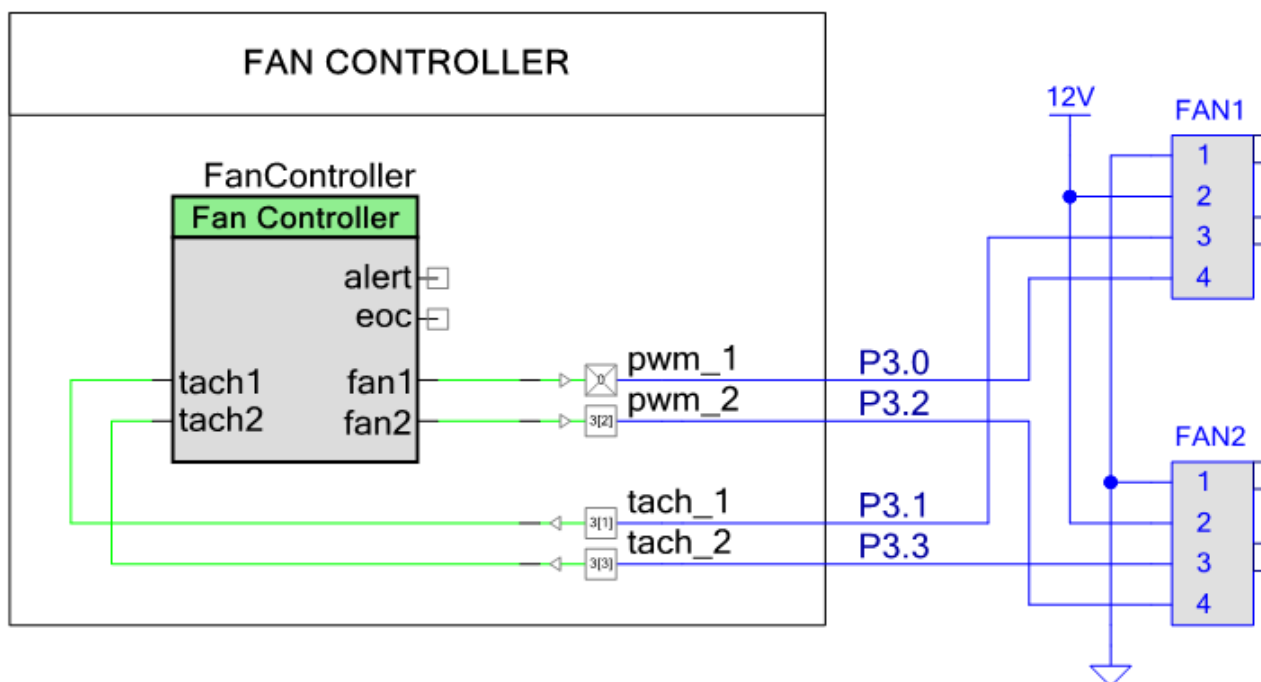 FAN CONTROLLER
12V
FAN1
1
2
3
4
FanController
Fan Controller
alert
eoc
tach1
fan1
tach2
fan2
0
pwm_1
P3.0
3[2]
pwm_2
P3.2
3[1]
tach_1
P3.1
3[3]
tach_2
P3.3
FAN2
1
2
3
4